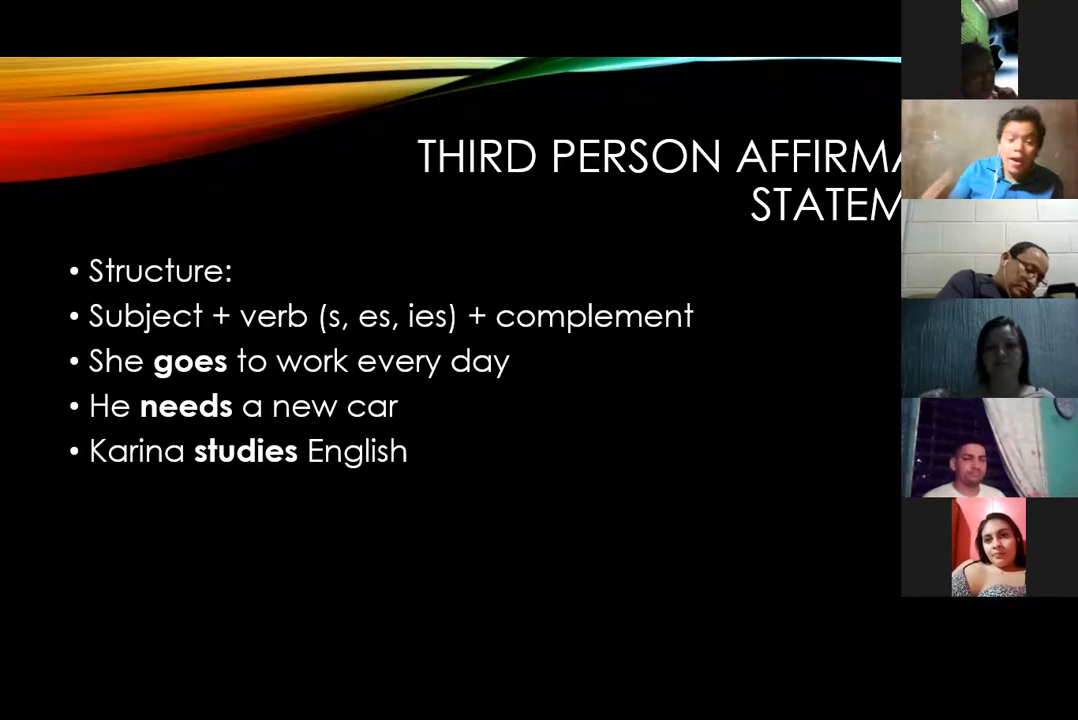 THIRD PERSON AFFIRMA
STATEM
• Structure:
• Subject + verb (s, es, ies) + complement
• She goes to work every day
• He needs a new car
• Karina studies English